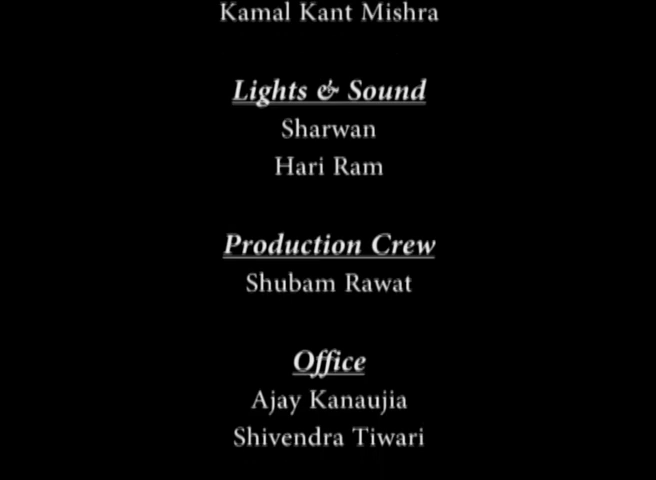 Kamal Kant Mishra
Lights & Sound
Sharwan
Hari Ram
Production Crew
Shubam Rawat
Office
Ajay Kanaujia
Shivendra Tiwari